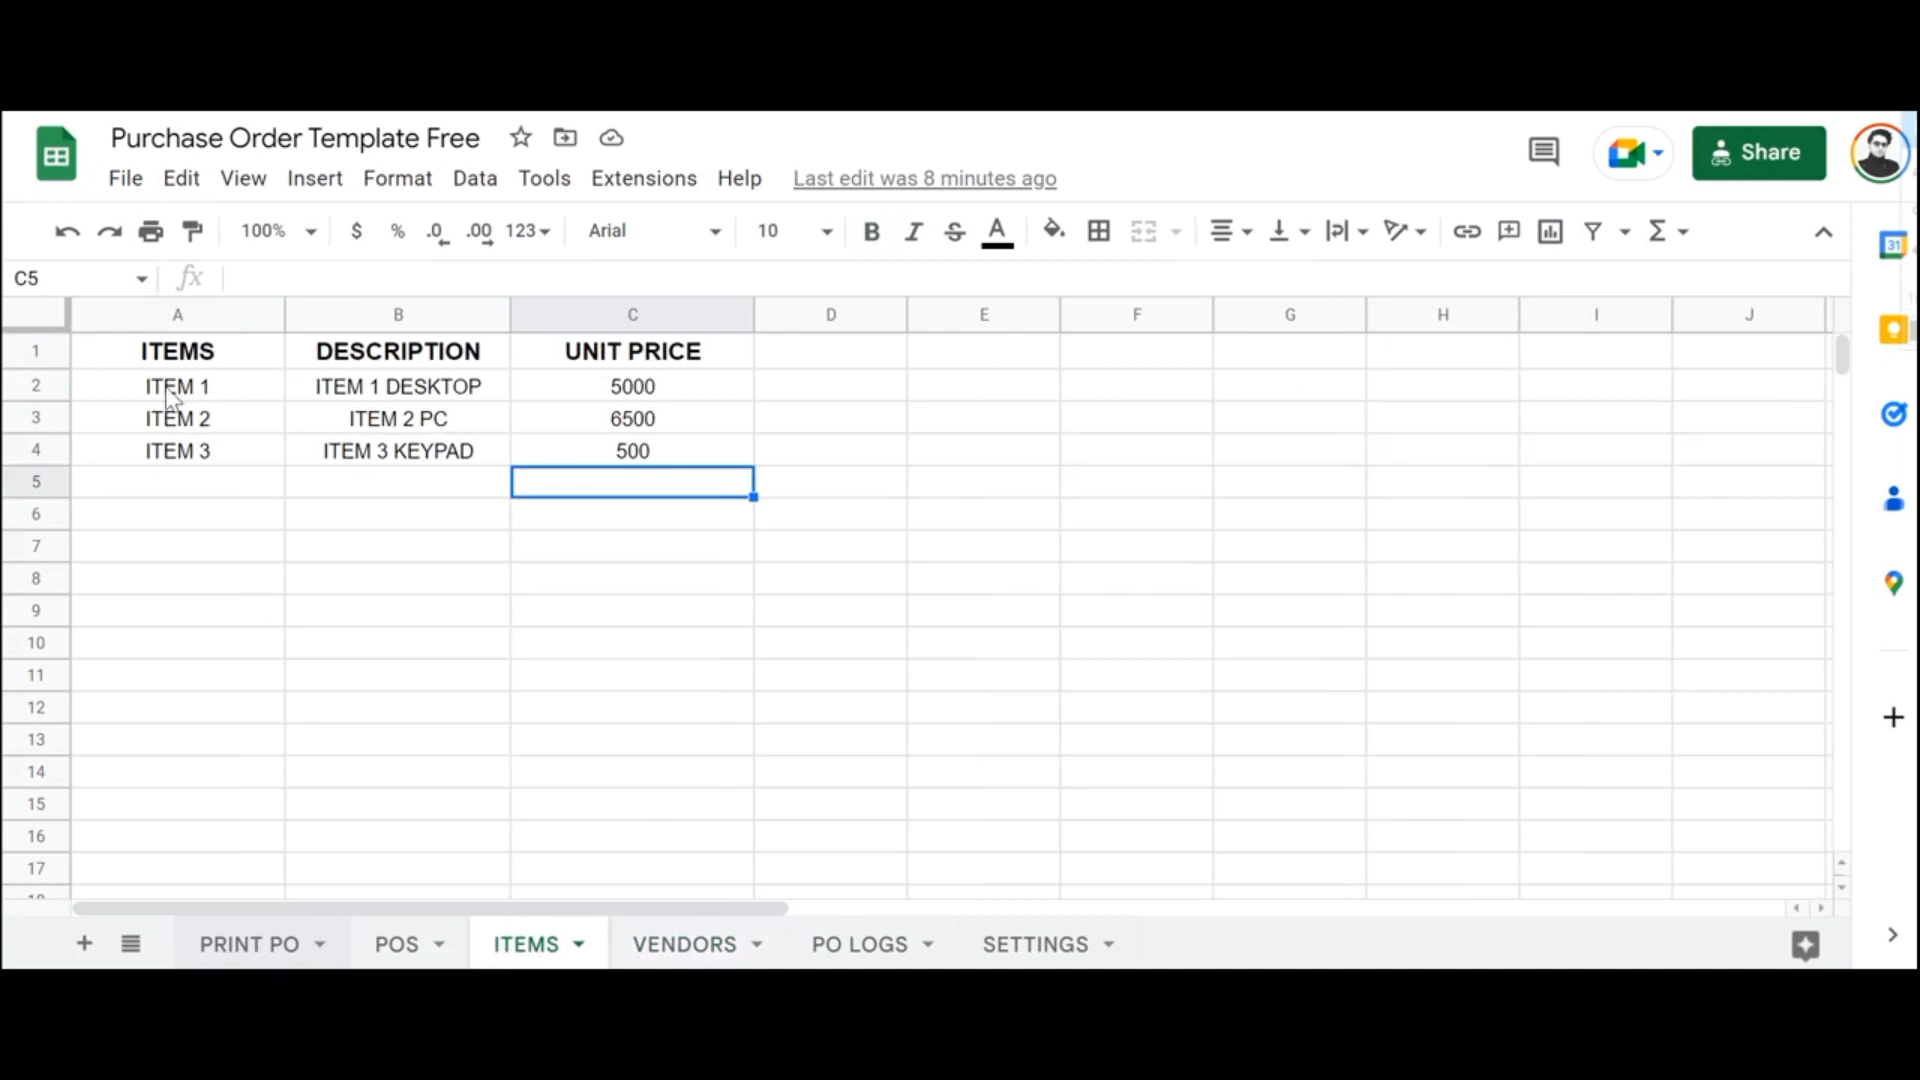 Purchase Order Template Free
File Edit View Insert Format Data Tools Extensions Help Last edit was 8 minutes ago
Share
100% $ % .0 .00 123 Arial 10 B I S A Σ
31
C5 fx
A B C D E F G H I J
1 ITEMS DESCRIPTION UNIT PRICE
2 ITEM 1 ITEM 1 DESKTOP 5000
3 ITEM 2 ITEM 2 PC 6500
4 ITEM 3 ITEM 3 KEYPAD 500
5
6
7
8
9
10
11
12
13
14
15
16
17
PRINT PO POS ITEMS VENDORS PO LOGS SETTINGS